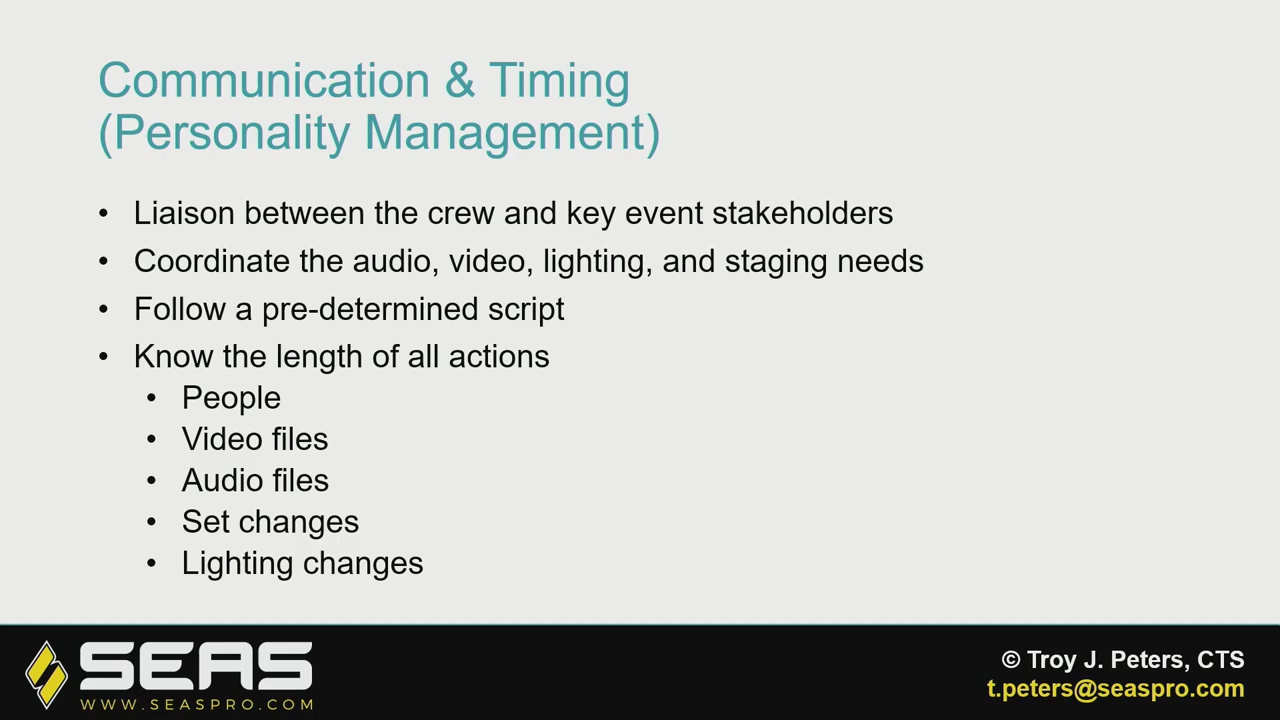 Communication & Timing
(Personality Management)
• Liaison between the crew and key event stakeholders
• Coordinate the audio, video, lighting, and staging needs
• Follow a pre-determined script
• Know the length of all actions
• People
• Video files
• Audio files
• Set changes
• Lighting changes
SEAS
WWW.SEASPRO.COM
© Troy J. Peters, CTS
t.peters@seaspro.com